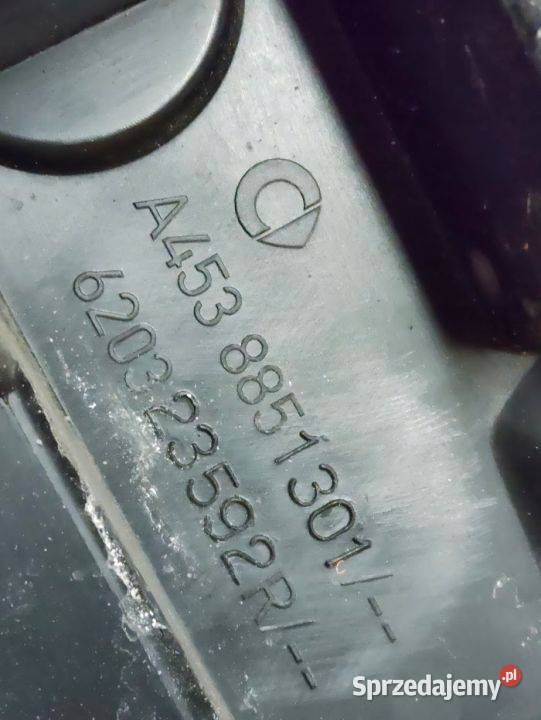 A453 8851301/--
620323592R/--
Sprzedajemy.pl